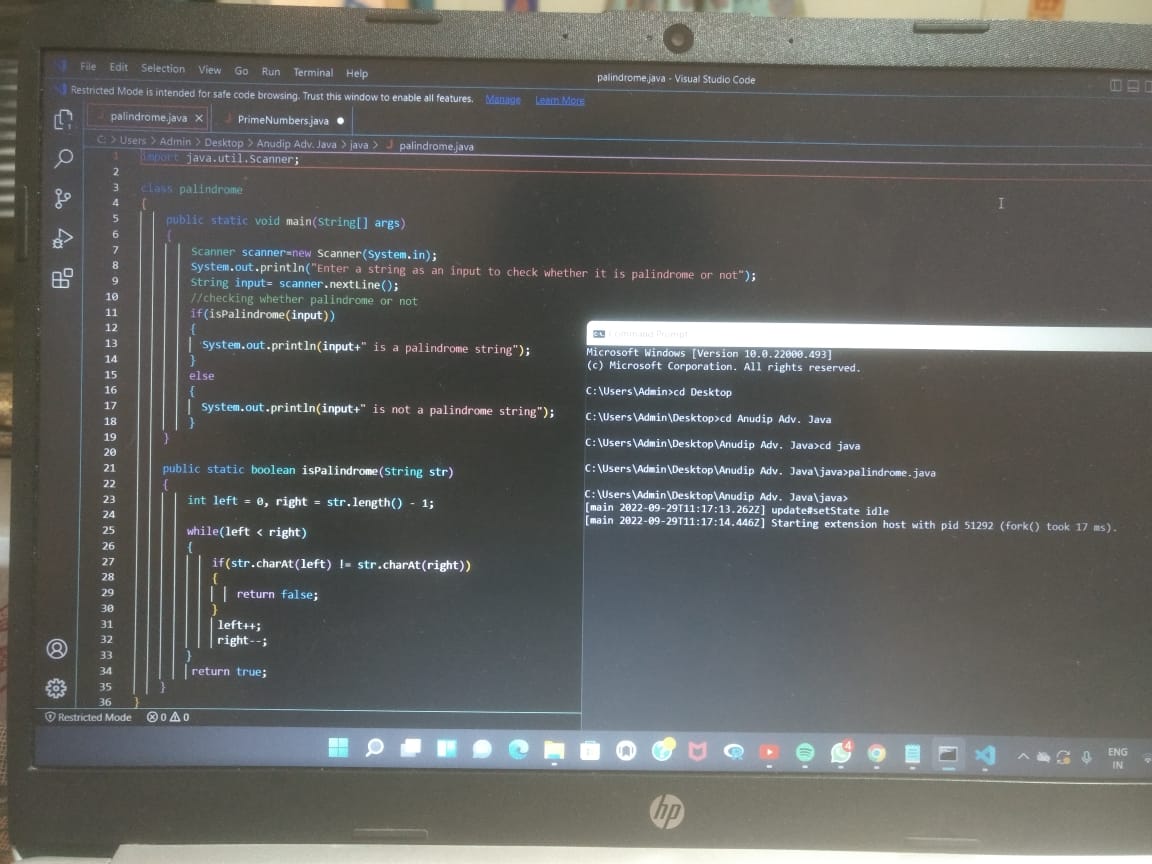 File Edit Selection View Go Run Terminal Help
palindrome.java - Visual Studio Code
Restricted Mode is intended for safe code browsing. Trust this window to enable all features. Manage Learn More
palindrome.java × PrimeNumbers.java ●
C: > Users > Admin > Desktop > Anudip Adv. Java > java > J palindrome.java
1 import java.util.Scanner;
2
3 class palindrome
4 {
5 public static void main(String[] args)
6 {
7 Scanner scanner=new Scanner(System.in);
8 System.out.println("Enter a string as an input to check whether it is palindrome or not");
9 String input= scanner.nextLine();
10 //checking whether palindrome or not
11 if(isPalindrome(input))
12 {
13 System.out.println(input+" is a palindrome string");
14 }
15 else
16 {
17 System.out.println(input+" is not a palindrome string");
18 }
19 }
20
21 public static boolean isPalindrome(String str)
22 {
23 int left = 0, right = str.length() - 1;
24
25 while(left < right)
26 {
27 if(str.charAt(left) != str.charAt(right))
28 {
29 return false;
30 }
31 left++;
32 right--;
33 }
34 return true;
35 }
36 }
Restricted Mode 0 0
Command Prompt
Microsoft Windows [Version 10.0.22000.493]
(c) Microsoft Corporation. All rights reserved.
C:\Users\Admin>cd Desktop
C:\Users\Admin\Desktop>cd Anudip Adv. Java
C:\Users\Admin\Desktop\Anudip Adv. Java>cd java
C:\Users\Admin\Desktop\Anudip Adv. Java\java>palindrome.java
C:\Users\Admin\Desktop\Anudip Adv. Java\java>
[main 2022-09-29T11:17:13.262Z] update#setState idle
[main 2022-09-29T11:17:14.446Z] Starting extension host with pid 51292 (fork() took 17 ms).
4
ENG
IN
hp